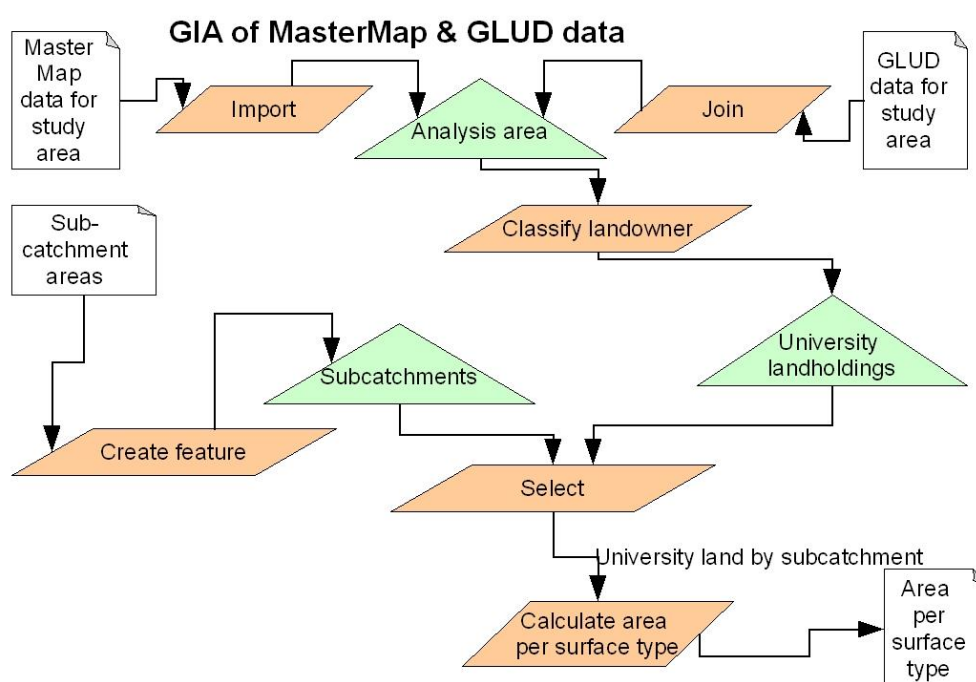 GIA of MasterMap & GLUD data
Master
Map
data for
study
area
Import
Analysis area
Join
GLUD
data for
study
area
Classify landowner
Sub-
catchment
areas
University
landholdings
Subcatchments
Create feature
Select
University land by subcatchment
Calculate area
per surface type
Area
per
surface
type